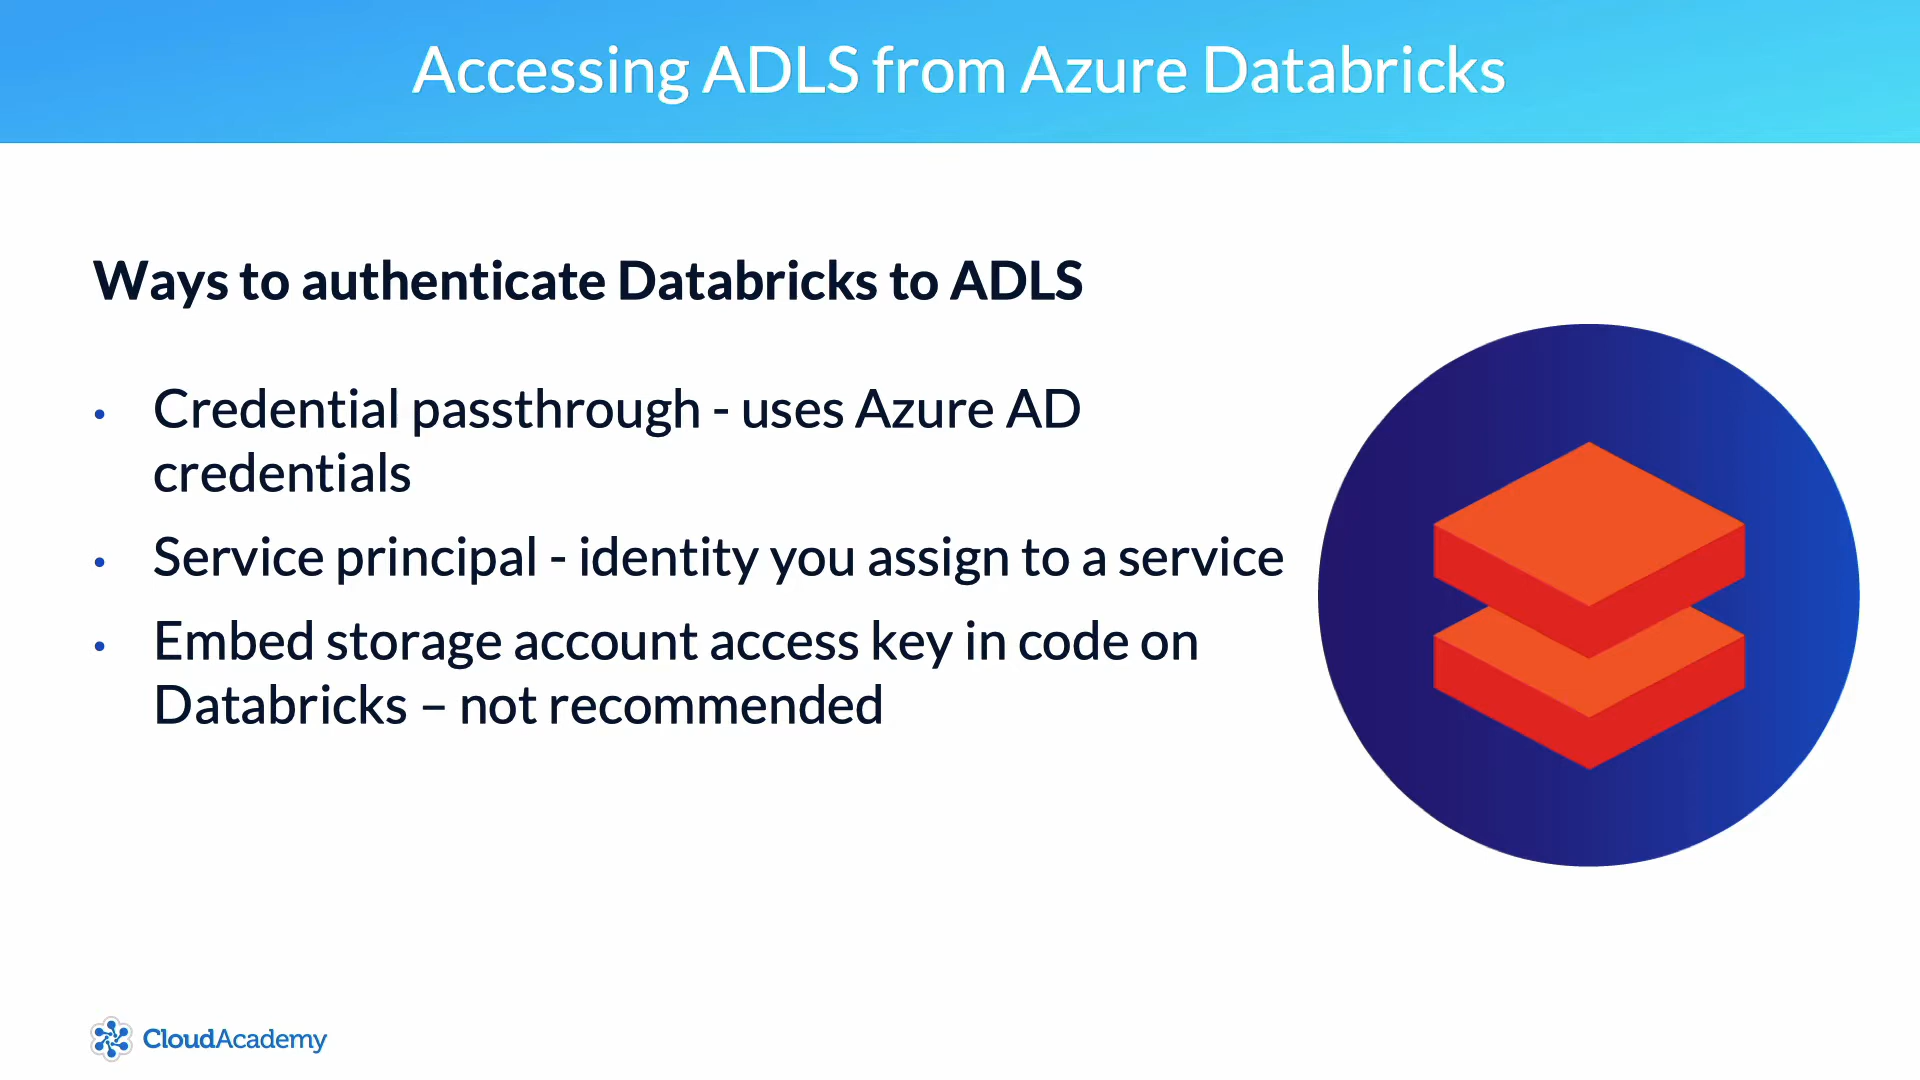 Accessing ADLS from Azure Databricks
Ways to authenticate Databricks to ADLS
• Credential passthrough - uses Azure AD
credentials
• Service principal - identity you assign to a service
• Embed storage account access key in code on
Databricks – not recommended
CloudAcademy